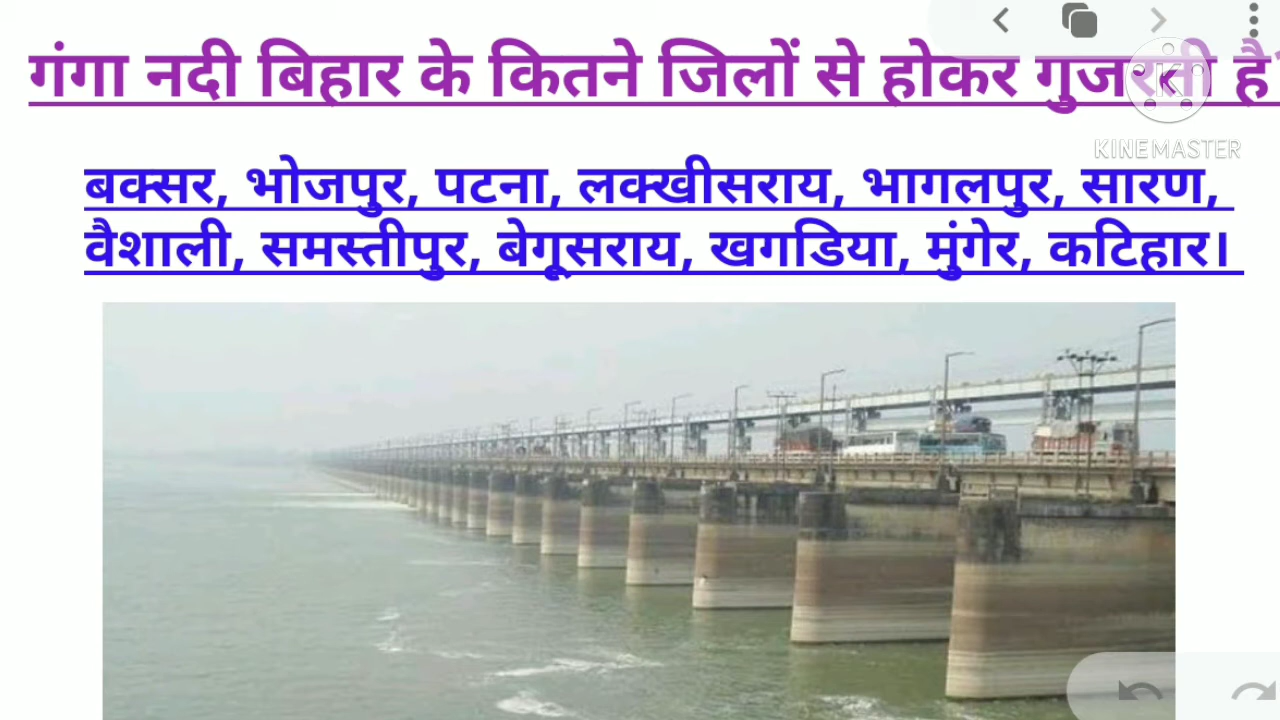 गंगा नदी बिहार के कितने जिलों से होकर गुजरती है?
KINEMASTER
बक्सर, भोजपुर, पटना, लक्खीसराय, भागलपुर, सारण,
वैशाली, समस्तीपुर, बेगूसराय, खगडिया, मुंगेर, कटिहार।